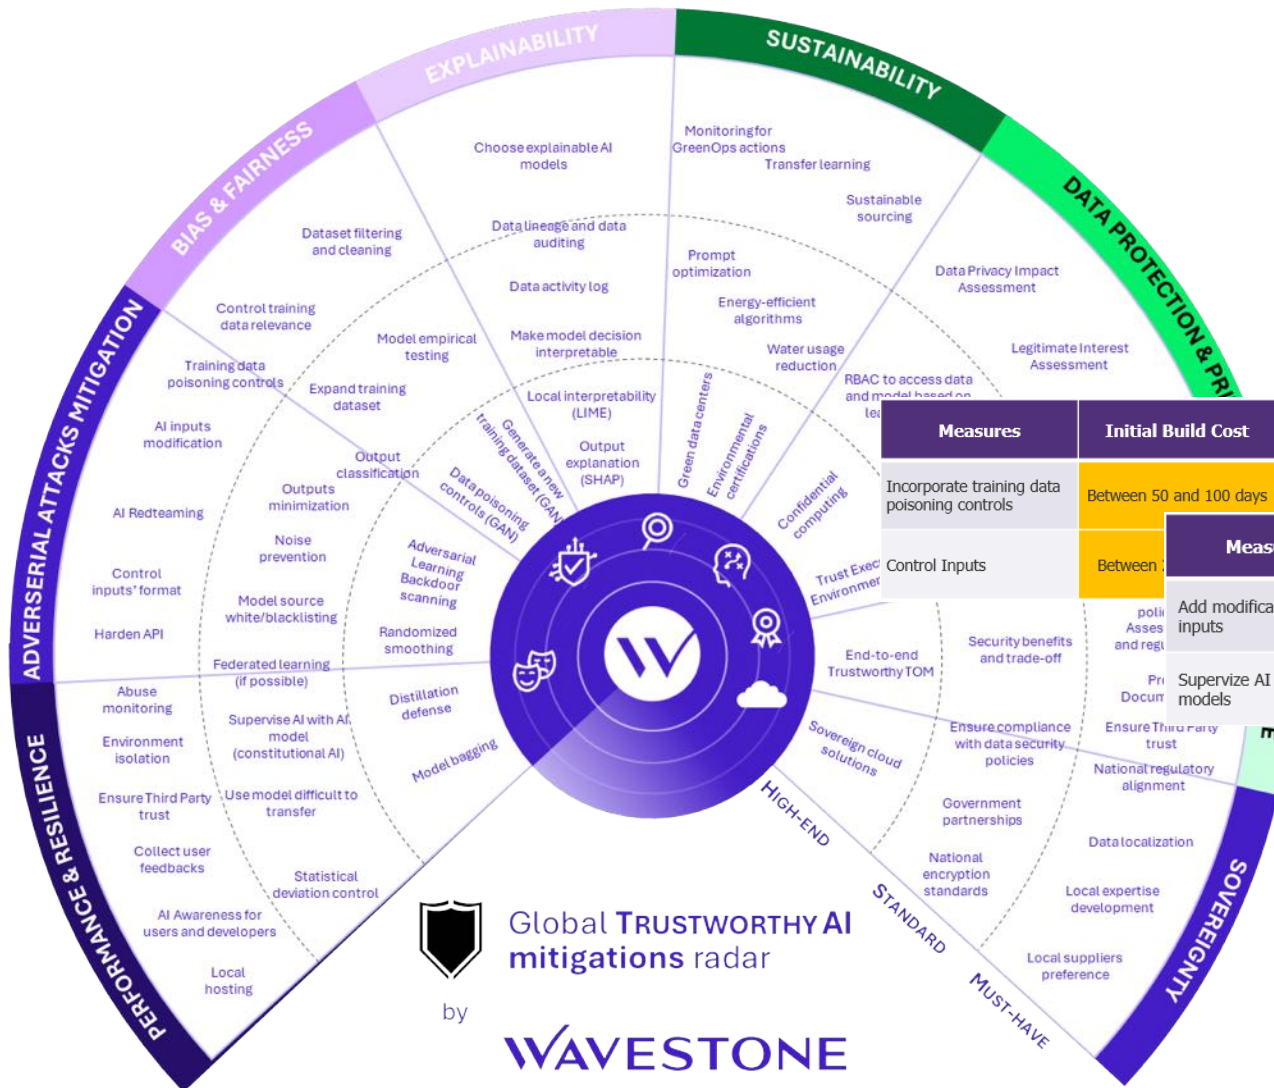 EXPLAINABILITY
SUSTAINABILITY
BIAS & FAIRNESS
DATA PROTECTION &
ADVERSERIAL ATTACKS MITIGATION
PERFORMANCE & RESILIENCE
SOVEREIGNTY
Choose explainable AI
models
Data lineage and data
auditing
Data activity log
Make model decision
interpretable
Local interpretability
(LIME)
Output
explanation
(SHAP)
Monitoring for
GreenOps actions
Transfer learning
Sustainable
sourcing
Prompt
optimization
Energy-efficient
algorithms
Water usage
reduction
Green data centers
Environmental
certifications
Data Privacy Impact
Assessment
Legitimate Interest
Assessment
RBAC to access data
and model based on
Confidential
computing
Trust
Dataset filtering
and cleaning
Control training
data relevance
Model empirical
testing
Expand training
dataset
Generate a new
training dataset (GAN)
Training data
poisoning controls
AI inputs
modification
AI Redteaming
Control
inputs' format
Harden API
Output
classification
Outputs
minimization
Noise
prevention
Model source
white/blacklisting
Federated learning
(if possible)
Data poisoning
controls (GAN)
Adversarial
Learning
Backdoor
scanning
Randomized
smoothing
Abuse
monitoring
Environment
isolation
Ensure Third Party
trust
Collect user
feedbacks
AI Awareness for
users and developers
Local
hosting
Supervise AI with AI
model
(constitutional AI)
Use model difficult to
transfer
Statistical
deviation control
Distillation
defense
Model bagging
Measures
Initial Build Cost
Incorporate training data
poisoning controls
Between 50 and 100 days
Control Inputs
Between
Add
inputs
Supervize AI
models
End-to-end
Trustworthy TOM
Security benefits
and trade-off
and
Ensure compliance
with data security
policies
Ensure Third Party
trust
Sovereign cloud
solutions
Government
partnerships
National
encryption
standards
National regulatory
alignment
Data localization
Local expertise
development
Local suppliers
preference
HIGH-END
STANDARD
MUST-HAVE
Global TRUSTWORTHY AI
mitigations radar
by
WAVESTONE